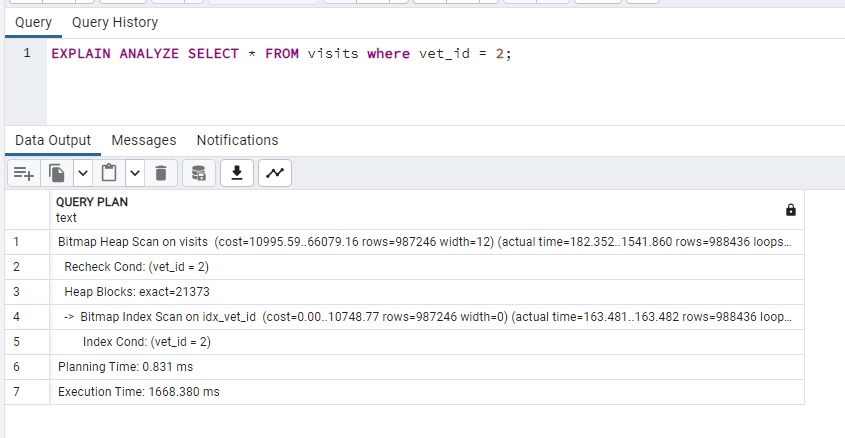 Query Query History
1 EXPLAIN ANALYZE SELECT * FROM visits where vet_id = 2;
Data Output Messages Notifications
QUERY PLAN
text
1 Bitmap Heap Scan on visits (cost=10995.59..66079.16 rows=987246 width=12) (actual time=182.352..1541.860 rows=988436 loops...
2 Recheck Cond: (vet_id = 2)
3 Heap Blocks: exact=21373
4 -> Bitmap Index Scan on idx_vet_id (cost=0.00..10748.77 rows=987246 width=0) (actual time=163.481..163.482 rows=988436 loop...
5 Index Cond: (vet_id = 2)
6 Planning Time: 0.831 ms
7 Execution Time: 1668.380 ms